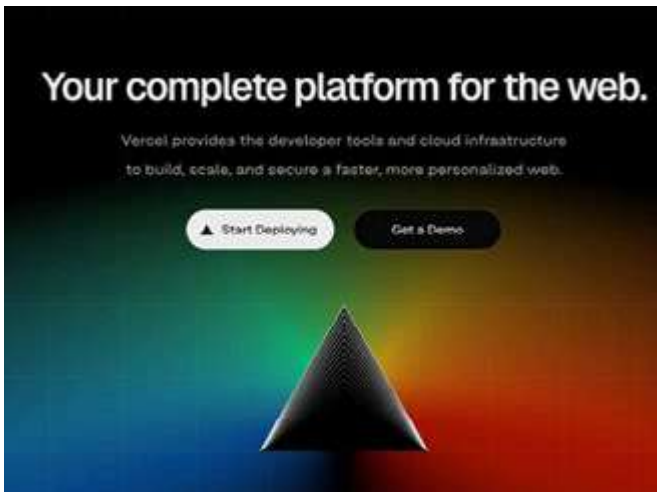 Your complete platform for the web.
Vercel provides the developer tools and cloud infrastructure
to build, scale, and secure a faster, more personalized web.
Start Deploying
Get a Demo